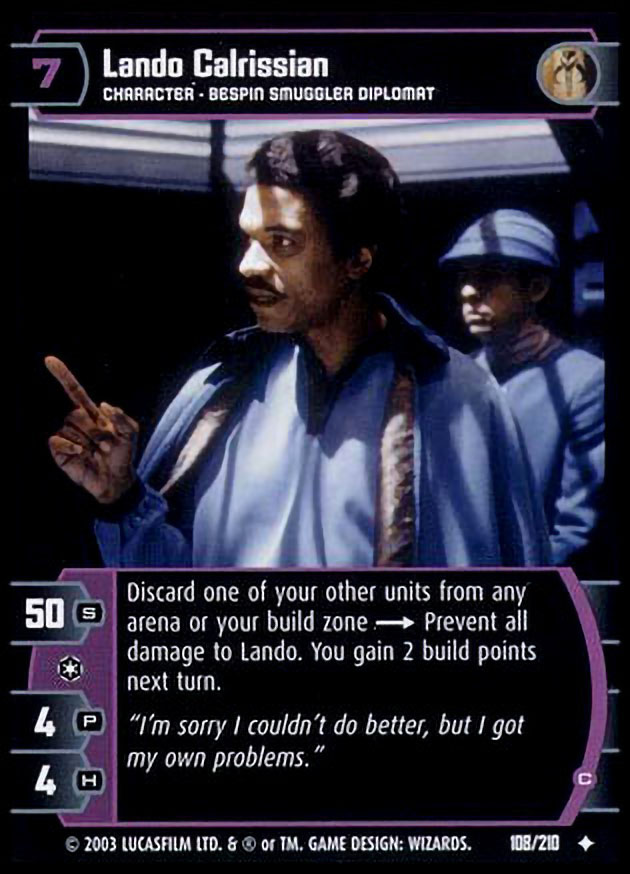 7
Lando Calrissian
CHARACTER - BESPIN SMUGGLER DIPLOMAT
50 S
Discard one of your other units from any
arena or your build zone → Prevent all
damage to Lando. You gain 2 build points
next turn.
4 P
"I'm sorry I couldn't do better, but I got
my own problems."
4 H
C
© 2003 LUCASFILM LTD. & ® or TM. GAME DESIGN: WIZARDS. 108/210